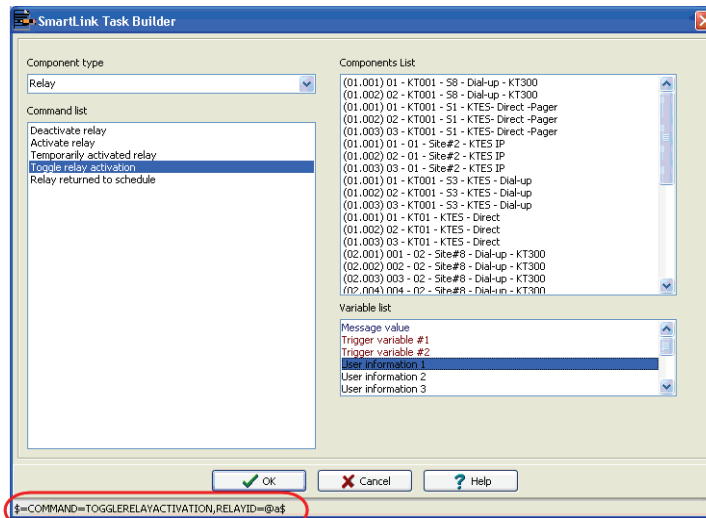 SmartLink Task Builder
Component type
Relay
Command list
Deactivate relay
Activate relay
Temporarily activated relay
Toggle relay activation
Relay returned to schedule
Components List
(01.001) 01 - KT001 - S8 - Dial-up - KT300
(01.002) 02 - KT001 - S8 - Dial-up - KT300
(01.001) 01 - KT001 - S1 - KTES- Direct -Pager
(01.002) 02 - KT001 - S1 - KTES- Direct -Pager
(01.003) 03 - KT001 - S1 - KTES- Direct -Pager
(01.001) 01 - 01 - Site#2 - KTES IP
(01.002) 02 - 01 - Site#2 - KTES IP
(01.003) 03 - 01 - Site#2 - KTES IP
(01.001) 01 - KT001 - S3 - KTES - Dial-up
(01.002) 02 - KT001 - S3 - KTES - Dial-up
(01.003) 03 - KT001 - S3 - KTES - Dial-up
(01.001) 01 - KT01 - KTES - Direct
(01.002) 02 - KT01 - KTES - Direct
(01.003) 03 - KT01 - KTES - Direct
(02.001) 001 - 02 - Site#8 - Dial-up - KT300
(02.002) 002 - 02 - Site#8 - Dial-up - KT300
(02.003) 003 - 02 - Site#8 - Dial-up - KT300
(02.004) 004 - 02 - Site#8 - Dial-up - KT300
Variable list
Message value
Trigger variable #1
Trigger variable #2
User information 1
User information 2
User information 3
OK
Cancel
Help
$=COMMAND=TOGGLERELAYACTIVATION,RELAYID=@a$